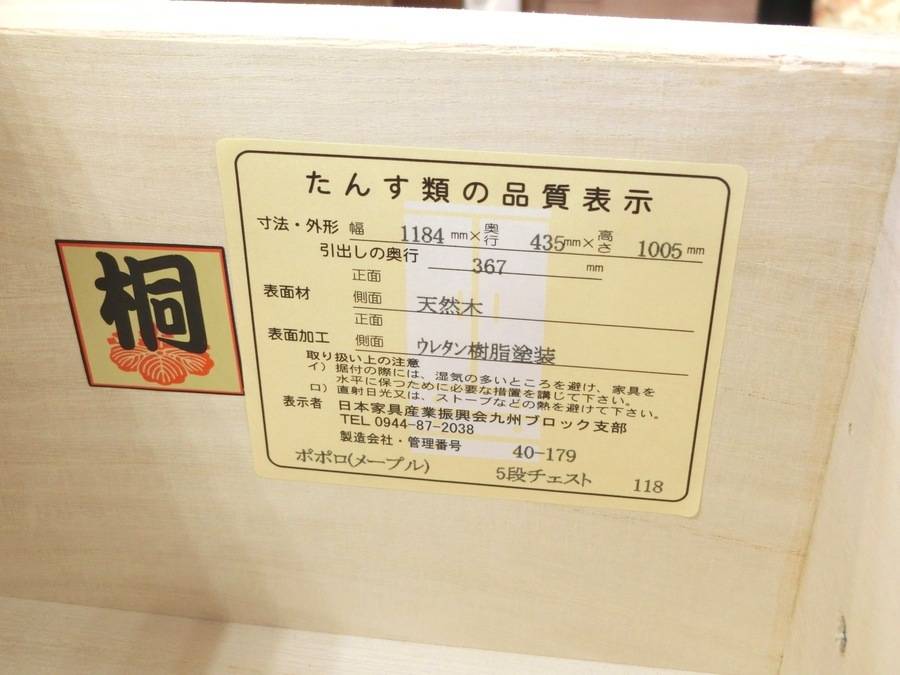 桐
たんす類の品質表示
寸法・外形 幅 1184 mm× 奥行 435mm× 高さ 1005 mm
引出しの奥行 367 mm
表面材 正面
側面 天然木
表面加工 正面
側面 ウレタン樹脂塗装
取り扱い上の注意
イ）据付の際には、湿気の多いところを避け、家具を
水平に保つために必要な措置を講じて下さい。
ロ）直射日光又は、ストーブなどの熱を避けて下さい。
表示者 日本家具産業振興会九州ブロック支部
TEL 0944-87-2038
製造会社・管理番号 40-179
ポポロ(メープル) 5段チェスト 118